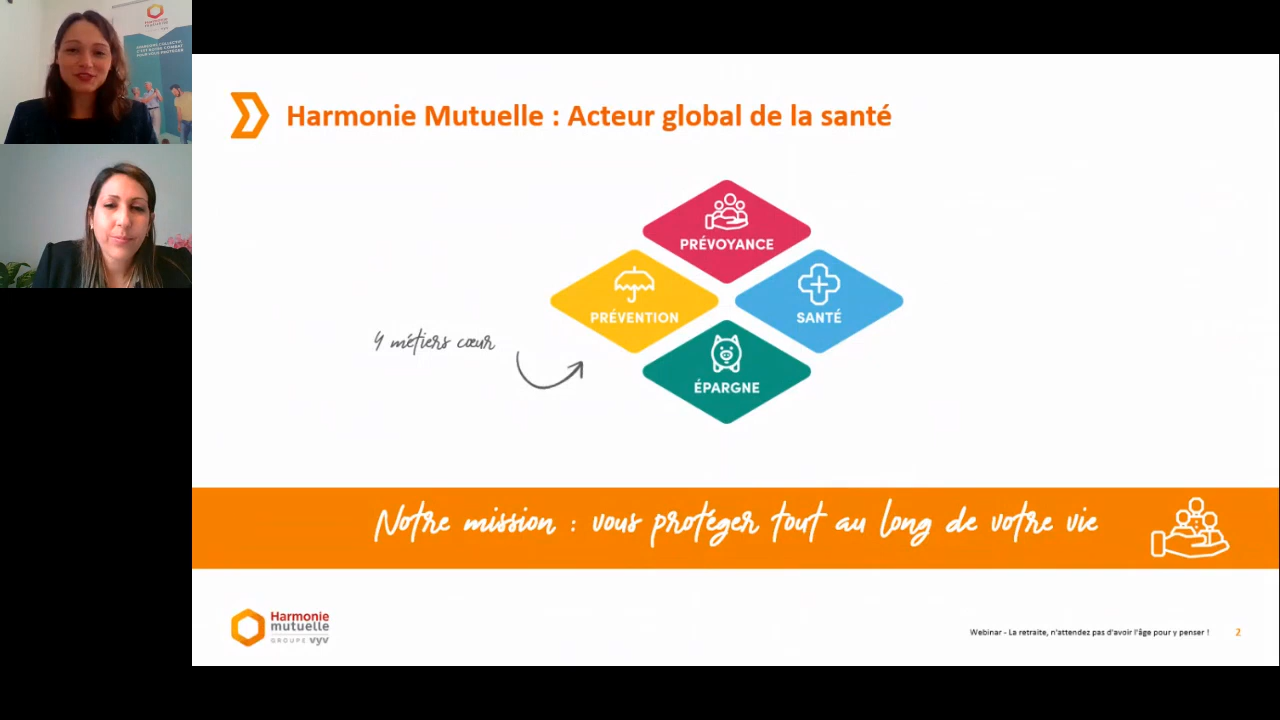 HARMONIE
MUTUELLE
Harmonie Mutuelle : Acteur global de la santé
PRÉVOYANCE
PRÉVENTION
SANTÉ
4 métiers cœur
ÉPARGNE
Notre mission : vous protéger tout au long de votre vie
Harmonie
mutuelle
GROUPE vyv
Webinar - La retraite, n'attendez pas d'avoir l'âge pour y penser !
2